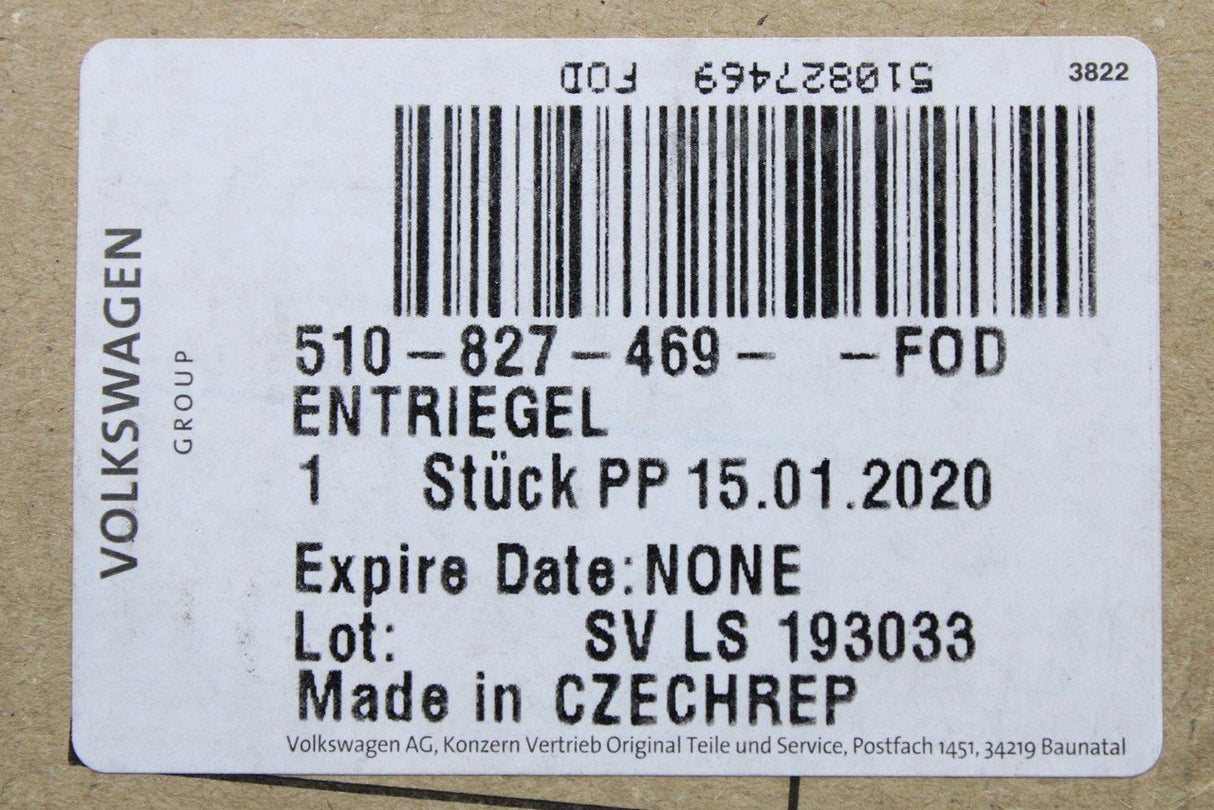 510827469 FOD
3822
VOLKSWAGEN
GROUP
510-827-469- -FOD
ENTRIEGEL
1 Stück PP 15.01.2020
Expire Date:NONE
Lot: SV LS 193033
Made in CZECHREP
Volkswagen AG, Konzern Vertrieb Original Teile und Service, Postfach 1451, 34219 Baunatal